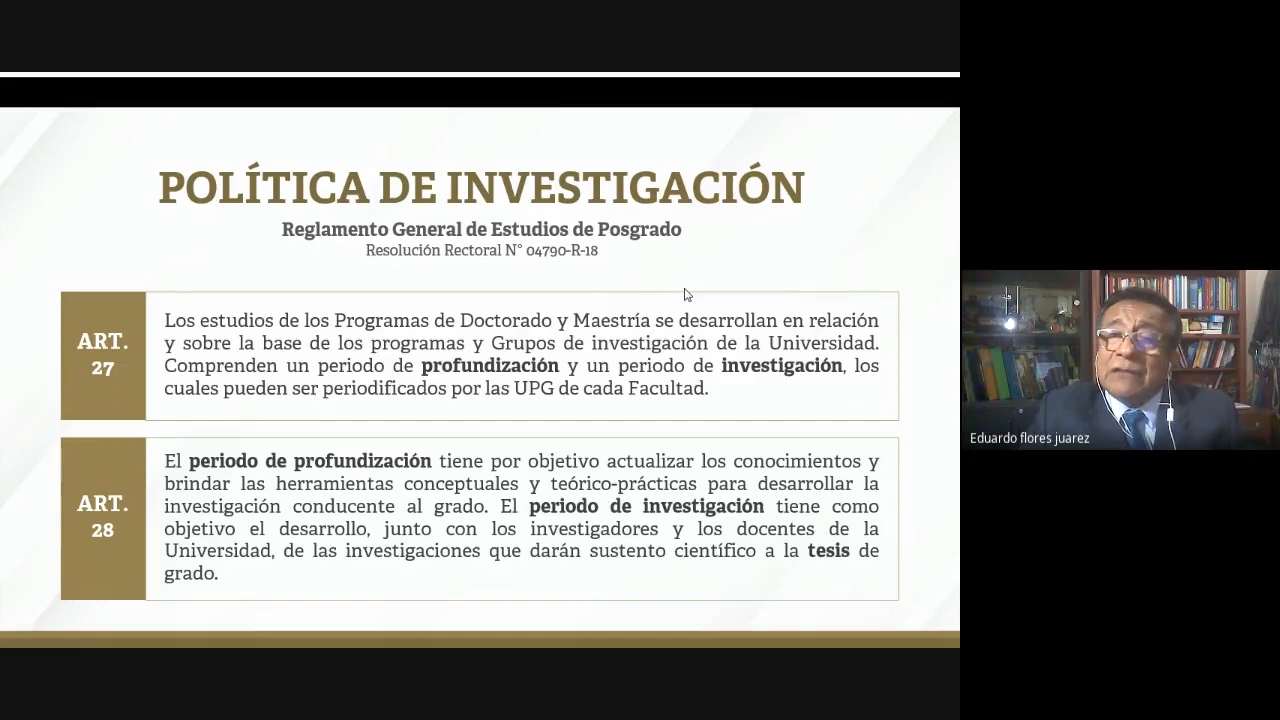 POLÍTICA DE INVESTIGACIÓN
Reglamento General de Estudios de Posgrado
Resolución Rectoral N° 04790-R-18
ART.
27
Los estudios de los Programas de Doctorado y Maestría se desarrollan en relación
y sobre la base de los programas y Grupos de investigación de la Universidad.
Comprenden un periodo de profundización y un periodo de investigación, los
cuales pueden ser periodificados por las UPG de cada Facultad.
ART.
28
El periodo de profundización tiene por objetivo actualizar los conocimientos y
brindar las herramientas conceptuales y teórico-prácticas para desarrollar la
investigación conducente al grado. El periodo de investigación tiene como
objetivo el desarrollo, junto con los investigadores y los docentes de la
Universidad, de las investigaciones que darán sustento científico a la tesis de
grado.
Eduardo flores juarez